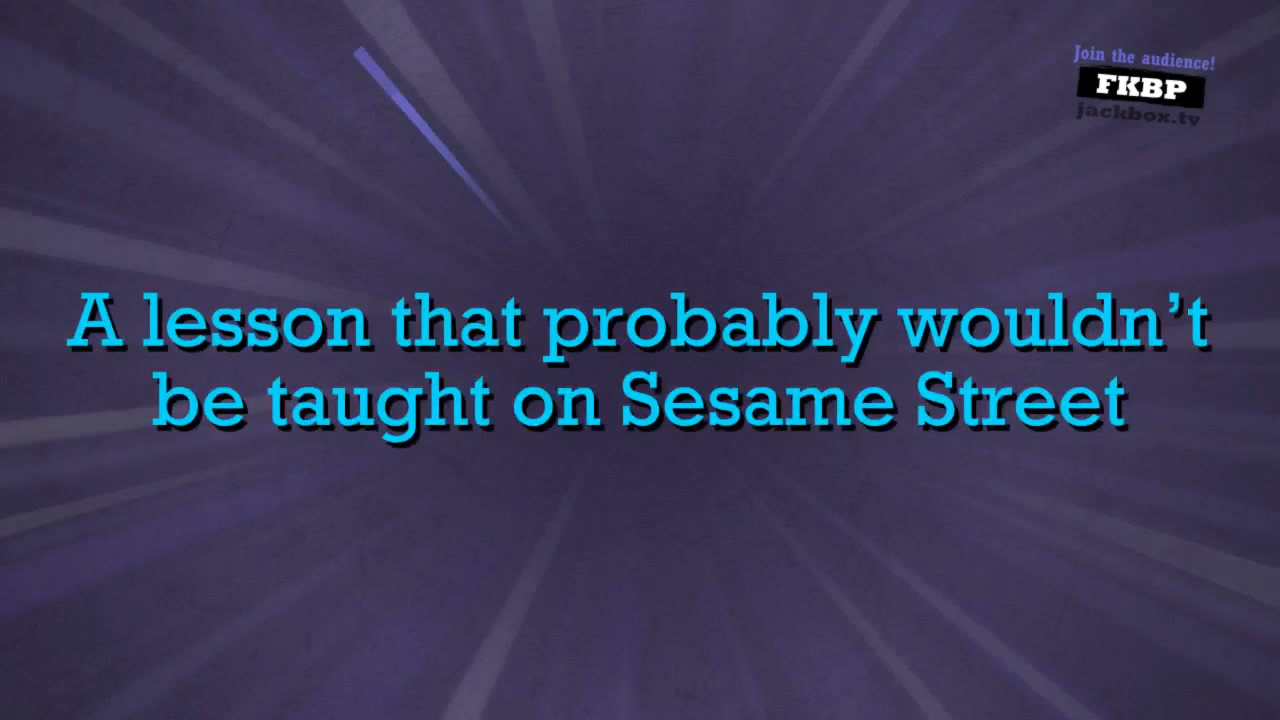 Join the audience!
FKBP
jackbox.tv
A lesson that probably wouldn’t
be taught on Sesame Street